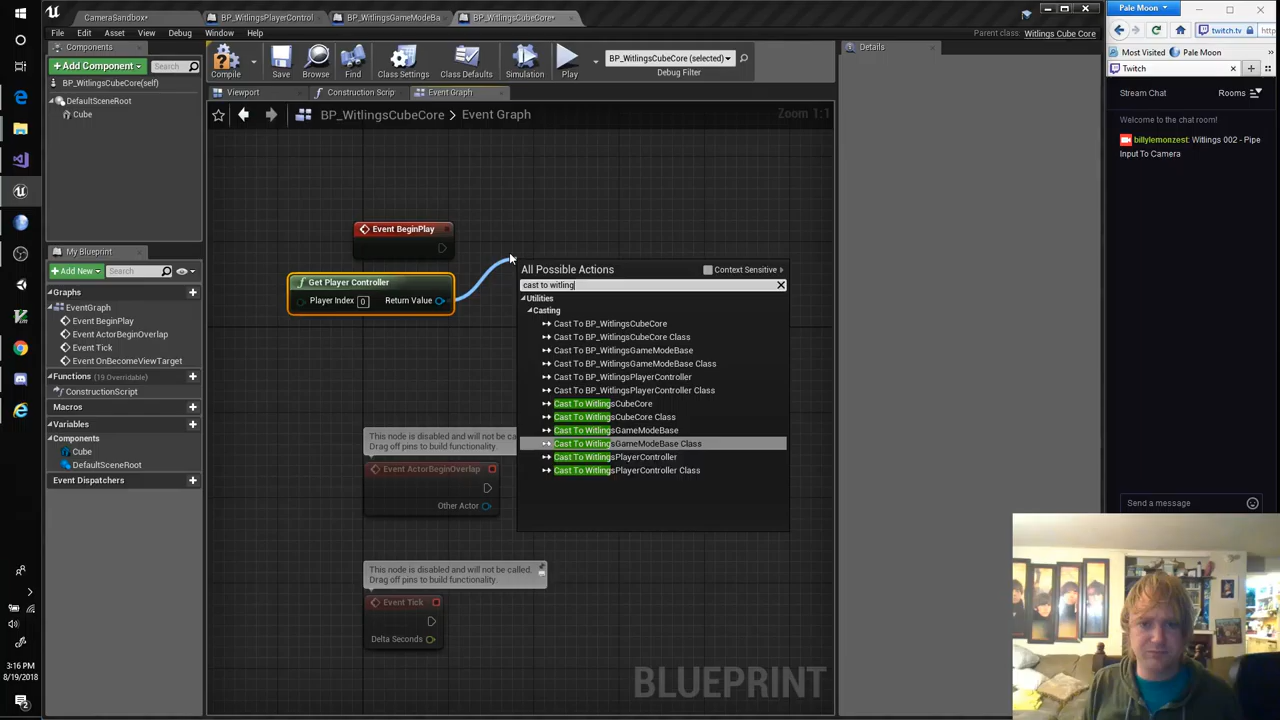 CameraSandbox*
BP_WitlingsPlayerControl
BP_WitlingsGameModeBa
BP_WitlingsCubeCore*
Parent class: Witlings Cube Core
File
Edit
Asset
View
Debug
Window
Help
Components
+Add Component
Search
BP_WitlingsCubeCore(self)
DefaultSceneRoot
Cube
Compile
Save
Browse
Find
Class Settings
Class Defaults
Simulation
Play
BP_WitlingsCubeCore (selected)
Debug Filter
Viewport
Construction Scrip
Event Graph
BP_WitlingsCubeCore > Event Graph
Zoom 1:1
My Blueprint
+Add New
Search
Graphs
EventGraph
Event BeginPlay
Event ActorBeginOverlap
Event Tick
Event OnBecomeViewTarget
Functions (19 Overridable)
ConstructionScript
Macros
Variables
Components
Cube
DefaultSceneRoot
Event Dispatchers
Event BeginPlay
Get Player Controller
Player Index 0
Return Value
All Possible Actions
Context Sensitive
cast to witling
Utilities
Casting
Cast To BP_WitlingsCubeCore
Cast To BP_WitlingsCubeCore Class
Cast To BP_WitlingsGameModeBase
Cast To BP_WitlingsGameModeBase Class
Cast To BP_WitlingsPlayerController
Cast To BP_WitlingsPlayerController Class
Cast To WitlingsCubeCore
Cast To WitlingsCubeCore Class
Cast To WitlingsGameModeBase
Cast To WitlingsGameModeBase Class
Cast To WitlingsPlayerController
Cast To WitlingsPlayerController Class
This node is disabled and will not be ca
Drag off pins to build functionality.
Event ActorBeginOverlap
Other Actor
This node is disabled and will not be called.
Drag off pins to build functionality.
Event Tick
Delta Seconds
BLUEPRINT
Details
Pale Moon
twitch.tv
http
Most Visited
Pale Moon
Twitch
Stream Chat
Rooms
Welcome to the chat room!
billylemonzest: Witlings 002 - Pipe
Input To Camera
Send a message
3:16 PM
8/19/2018